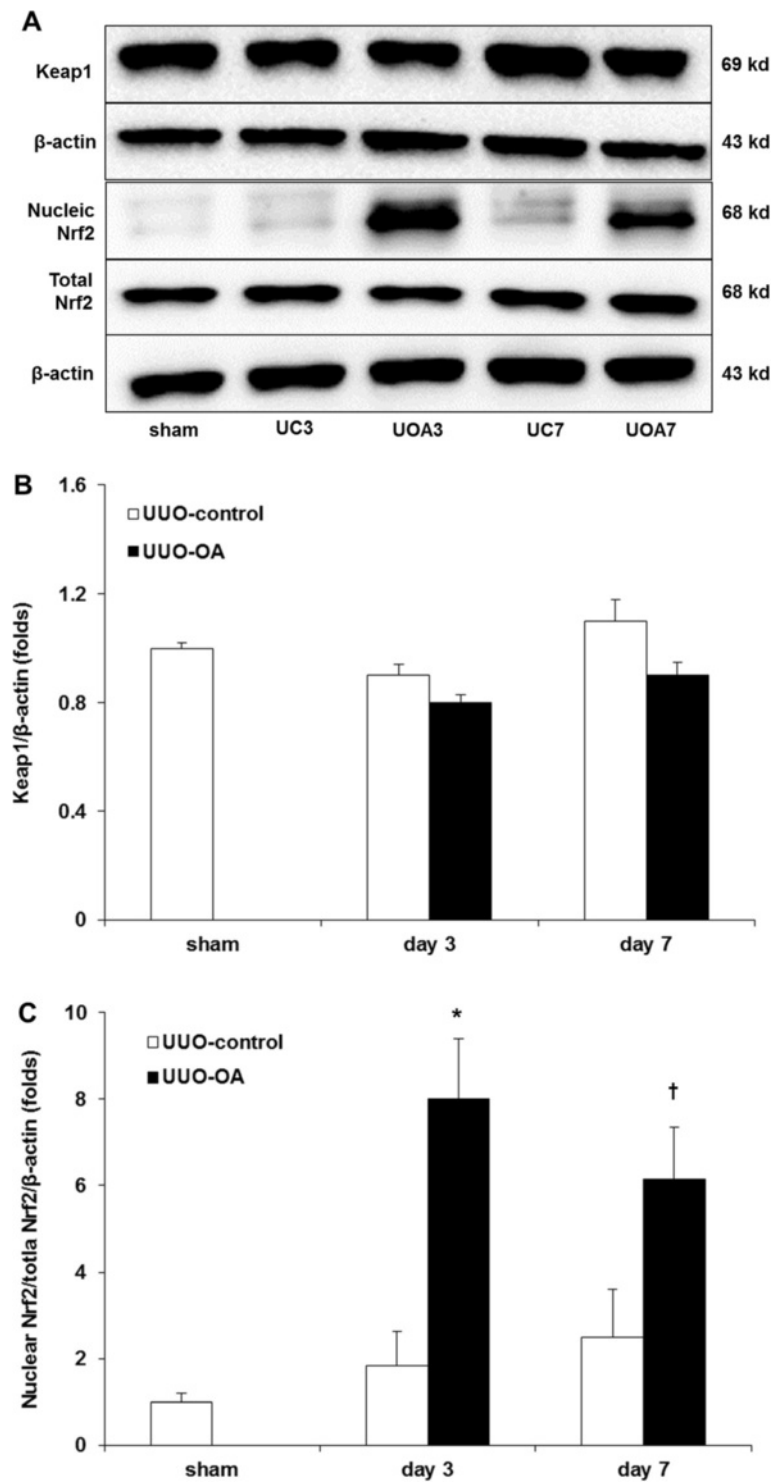 A
Keap1
69 kd
β-actin
43 kd
Nucleic
Nrf2
68 kd
Total
Nrf2
68 kd
β-actin
43 kd
sham UC3 UOA3 UC7 UOA7
B
Keap1/β-actin (folds)
1.6
1.2
0.8
0.4
0
UUO-control
UUO-OA
sham day 3 day 7
C
Nuclear Nrf2/totla Nrf2/β-actin (folds)
10
8
6
4
2
0
UUO-control
UUO-OA
*
†
sham day 3 day 7